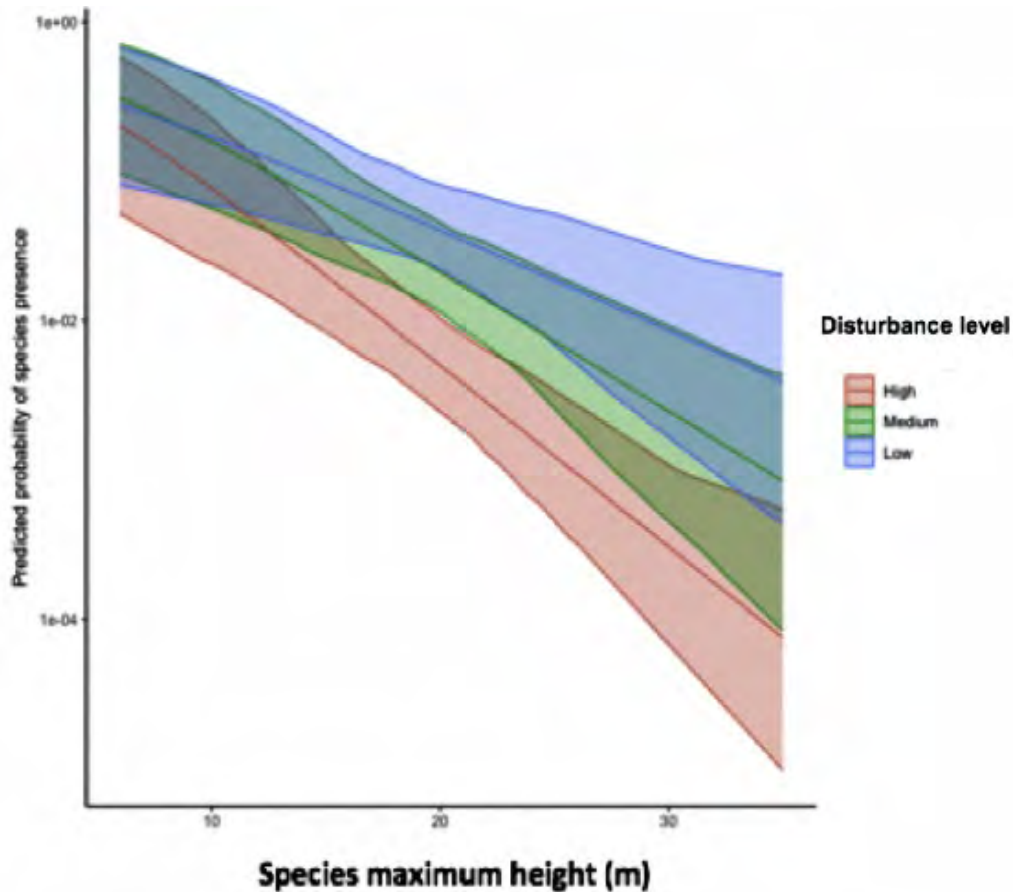 1e+00
1e-02
1e-04
Predicted probability of species presence
10
20
30
Species maximum height (m)
Disturbance level
High
Medium
Low